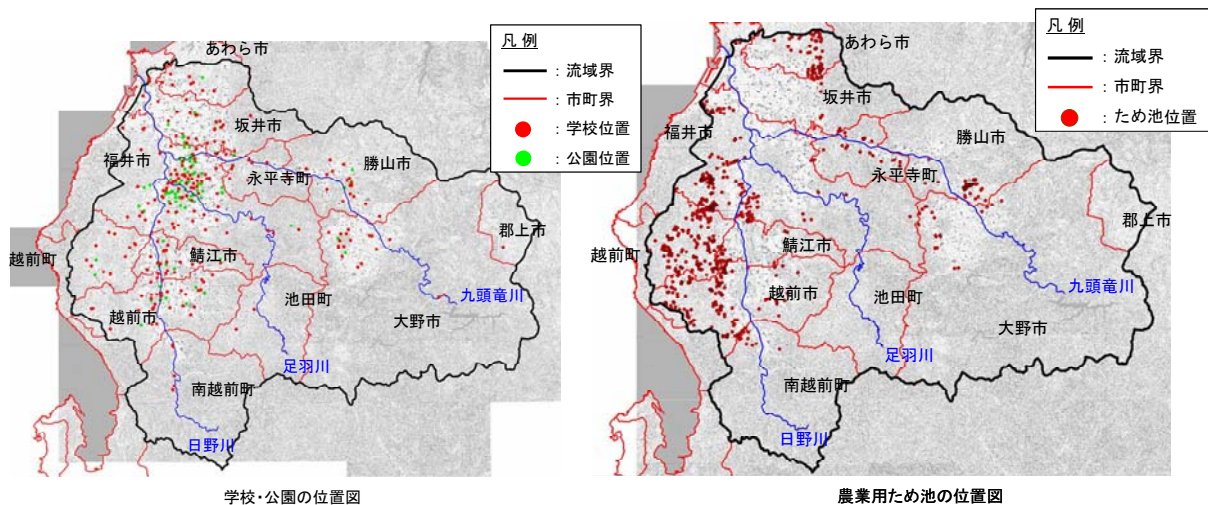 凡 例
: 流域界
: 市町界
: 学校位置
: 公園位置
あわら市
坂井市
福井市
勝山市
永平寺町
郡上市
鯖江市
越前町
九頭竜川
池田町
越前市
大野市
足羽川
南越前町
日野川
学校・公園の位置図
凡 例
: 流域界
: 市町界
: ため池位置
あわら市
坂井市
福井市
勝山市
永平寺町
郡上市
鯖江市
越前町
越前市
池田町
九頭竜川
大野市
足羽川
南越前町
日野川
農業用ため池の位置図